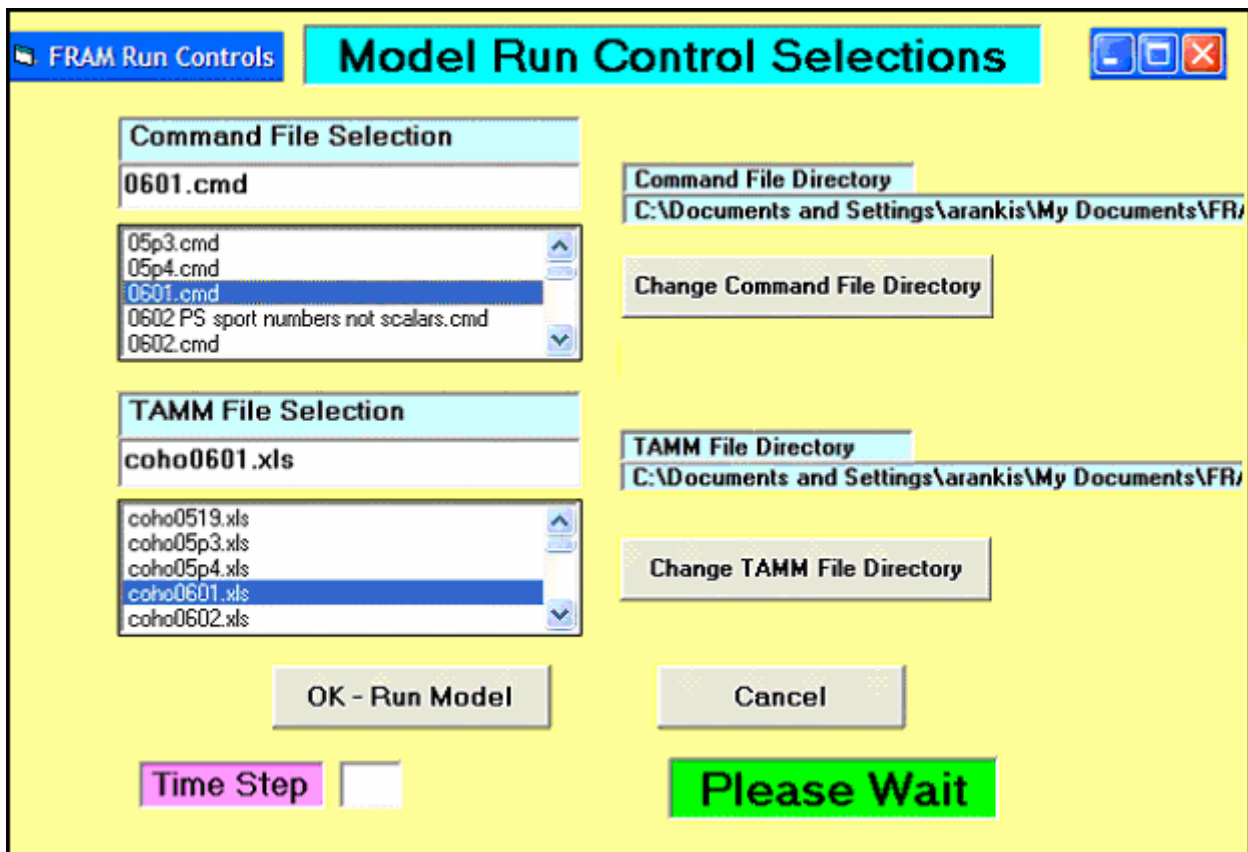 FRAM Run Controls
Model Run Control Selections
Command File Selection
0601.cmd
05p3.cmd
05p4.cmd
0601.cmd
0602 PS sport numbers not scalars.cmd
0602.cmd
Command File Directory
C:\Documents and Settings\arankis\My Documents\FRA
Change Command File Directory
TAMM File Selection
coho0601.xls
coho0519.xls
coho05p3.xls
coho05p4.xls
coho0601.xls
coho0602.xls
TAMM File Directory
C:\Documents and Settings\arankis\My Documents\FRA
Change TAMM File Directory
OK - Run Model
Cancel
Time Step
Please Wait